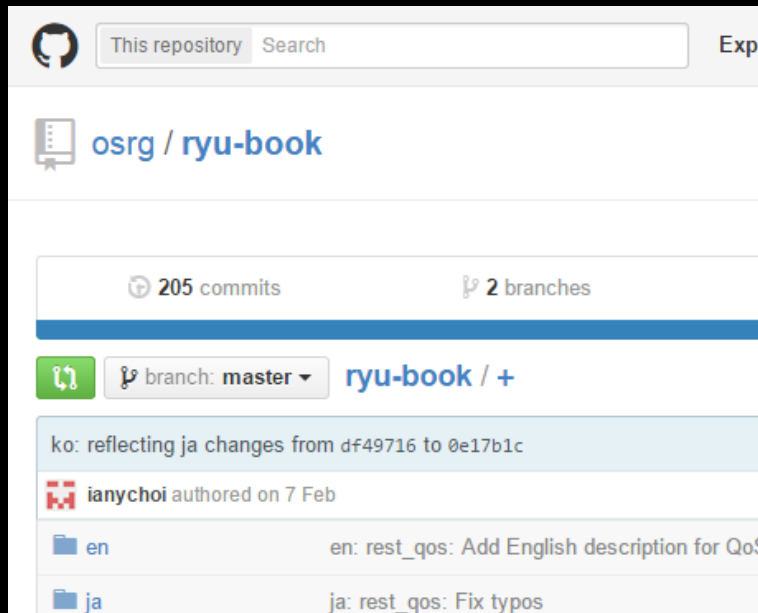 This repository Search Exp
osrg / ryu-book
205 commits 2 branches
branch: master ryu-book / +
ko: reflecting ja changes from df49716 to 0e17b1c
ianychoi authored on 7 Feb
en en: rest_qos: Add English description for QoS
ja ja: rest_qos: Fix typos